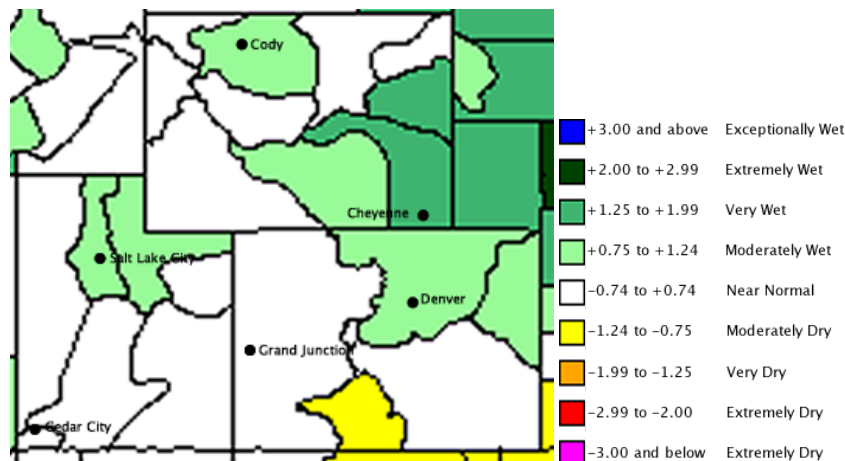 Cody
Cheyenne
Salt Lake City
Denver
Grand Junction
Cedar City
+3.00 and above Exceptionally Wet
+2.00 to +2.99 Extremely Wet
+1.25 to +1.99 Very Wet
+0.75 to +1.24 Moderately Wet
-0.74 to +0.74 Near Normal
-1.24 to -0.75 Moderately Dry
-1.99 to -1.25 Very Dry
-2.99 to -2.00 Extremely Dry
-3.00 and below Extremely Dry